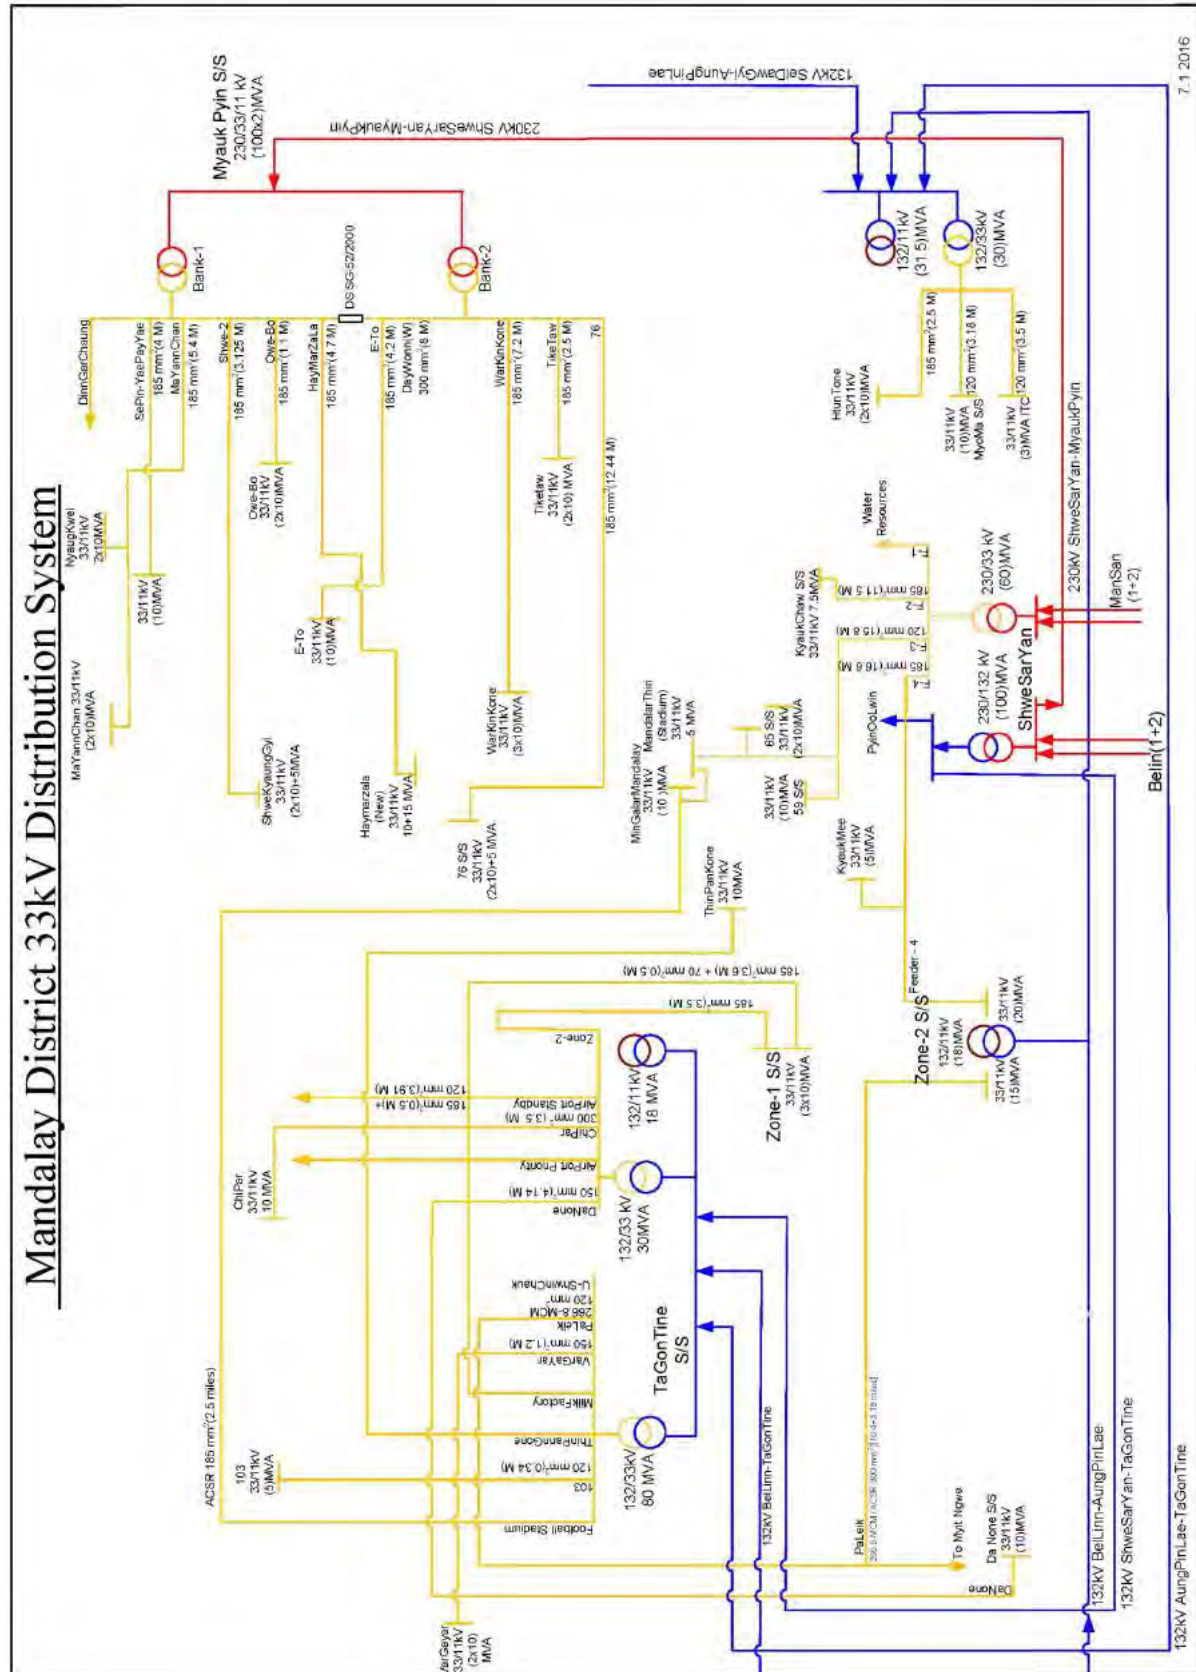 Mandalay District 33kV Distribution System
7.1.2016
Myauk Pyin S/S
230/33/11 kV
(100x2)MVA
230kV ShweSarYan-MyaukPyin
132kV SeiDawGyi-AungPinLae
Bank-1
Bank-2
DS SG-52/2000
DinnGarChaung
SePin-YaePayYae
185 mm²(4 M)
MaYannChan
185 mm²(5.4 M)
Shwe-2
185 mm²(3.125 M)
Owe-Bo
185 mm²(1.1 M)
HayMarZaLa
185 mm²(4.7 M)
E-To
185 mm²(4.2 M)
DayWonn(W)
300 mm²(8 M)
WarKinKone
185 mm²(7.2 M)
TikeTaw
185 mm²(2.5 M)
76
185 mm²(12.44 M)
NyaugKwel
33/11kV
2x10MVA
33/11kV
(10)MVA
MaYannChan 33/11kV
(2x10)MVA
Owe-Bo
33/11kV
(2x10)MVA
ShweKyaungGyi
33/11kV
(2x10)+5MVA
E-To
33/11kV
(10)MVA
Haymarzala
(New)
33/11kV
10+15 MVA
WarKinKone
33/11kV
(3x10)MVA
Tiketaw
33/11kV
(2x10) MVA
76 S/S
33/11kV
(2x10)+5 MVA
132/11kV
(31.5)MVA
132/33kV
(30)MVA
185 mm²(2.5 M)
120 mm²(3.18 M)
120 mm²(3.5 M)
HtunTone
33/11kV
(2x10)MVA
33/11kV
(10)MVA
MyoMa S/S
33/11kV
(3)MVA ITC
230kV ShweSarYan-MyaukPyin
Water
Resources
F-1
185 mm²(11.5 M)
F-2
120 mm²(15.8 M)
F-3
185 mm²(16.6 M)
F-4
KyaukChaw S/S
33/11kV 7.5MVA
230/33 kV
(60)MVA
ManSan
(1+2)
ShweSarYan
230/132 kV
(100)MVA
Belin(1+2)
PyinOoLwin
MandalarThiri
(Stadium)
33/11kV
5 MVA
MinGalarMandalay
33/11kV
(10 )MVA
65 S/S
33/11kV
(2x10)MVA
33/11kV
(10)MVA
59 S/S
KyaukMee
33/11kV
(5)MVA
Feeder - 4
Zone-2 S/S
132/11kV
(18)MVA
33/11kV
(20)MVA
33/11kV
(15)MVA
ThinPanKone
33/11kV
10MVA
185 mm²(3.6 M) + 70 mm²(0.5 M)
185 mm²(3.5 M)
Zone-1 S/S
33/11kV
(3x10)MVA
Zone-2
120 mm²(3.91 M)
185 mm²(0.5 M)+
AirPort Standby
300 mm²(3.5 M)
ChiPar
AirPort Priority
150 mm²(4.14 M)
DaNone
ChiPar
33/11kV
10 MVA
132/11kV
18 MVA
132/33 kV
30MVA
TaGonTine
S/S
132/33kV
80 MVA
U-ShwinChauk
120 mm²
266.8-MCM
PaLeik
150 mm²(1.2 M)
VarGaYar
MilkFactory
ThinPannGone
120 mm²(0.34 M)
103
Football Stadium
103
33/11kV
(5)MVA
ACSR 185 mm²(2.5 miles)
VarGayar
33/11kV
(2x10)
MVA
PaLeik
To Myit Ngwe
Da None S/S
33/11kV
(10)MVA
DaNone
132kV BeiLinn-TaGonTine
132kV BeiLinn-AungPinLae
132kV ShweSarYan-TaGonTine
132kV AungPinLae-TaGonTine